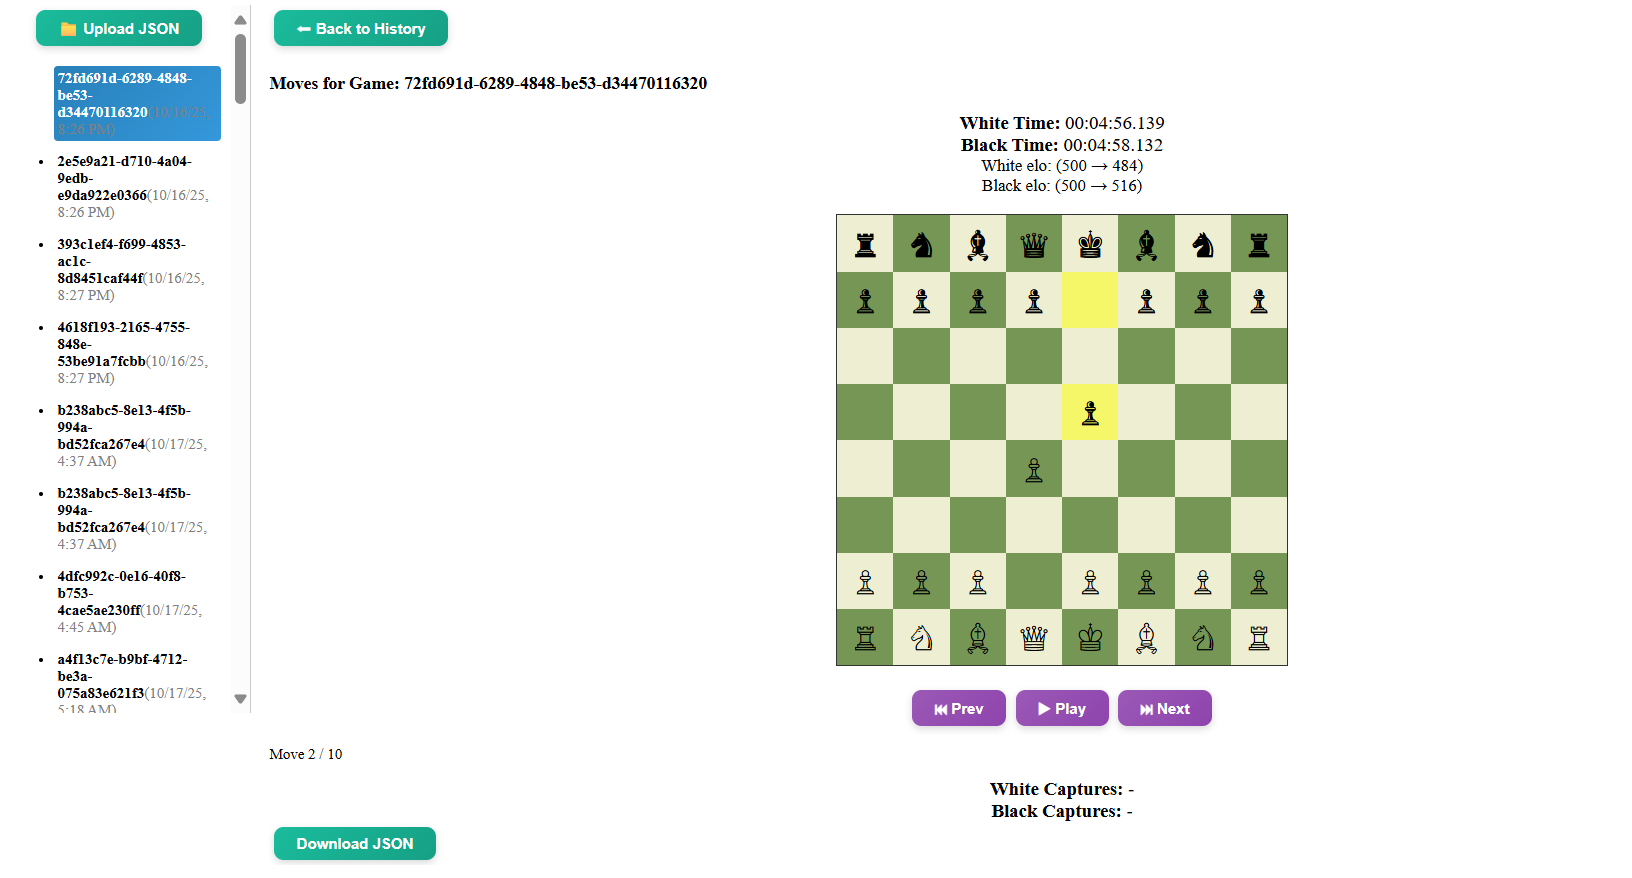 Upload JSON
72fd691d-6289-4848-
be53-
d34470116320(10/16/25,
8:26 PM)
2e5e9a21-d710-4a04-
9edb-
e9da922e0366(10/16/25,
8:26 PM)
393c1ef4-f699-4853-
ac1c-
8d8451caf44f(10/16/25,
8:27 PM)
4618f193-2165-4755-
848e-
53be91a7fcbb(10/16/25,
8:27 PM)
b238abc5-8e13-4f5b-
994a-
bd52fca267e4(10/17/25,
4:37 AM)
b238abc5-8e13-4f5b-
994a-
bd52fca267e4(10/17/25,
4:37 AM)
4dfc992c-0e16-40f8-
b753-
4cae5ae230ff(10/17/25,
4:45 AM)
a4f13c7e-b9bf-4712-
be3a-
075a83e621f3(10/17/25,
5:18 AM)
Back to History
Moves for Game: 72fd691d-6289-4848-be53-d34470116320
White Time: 00:04:56.139
Black Time: 00:04:58.132
White elo: (500 → 484)
Black elo: (500 → 516)
Prev
Play
Next
Move 2 / 10
White Captures: -
Black Captures: -
Download JSON